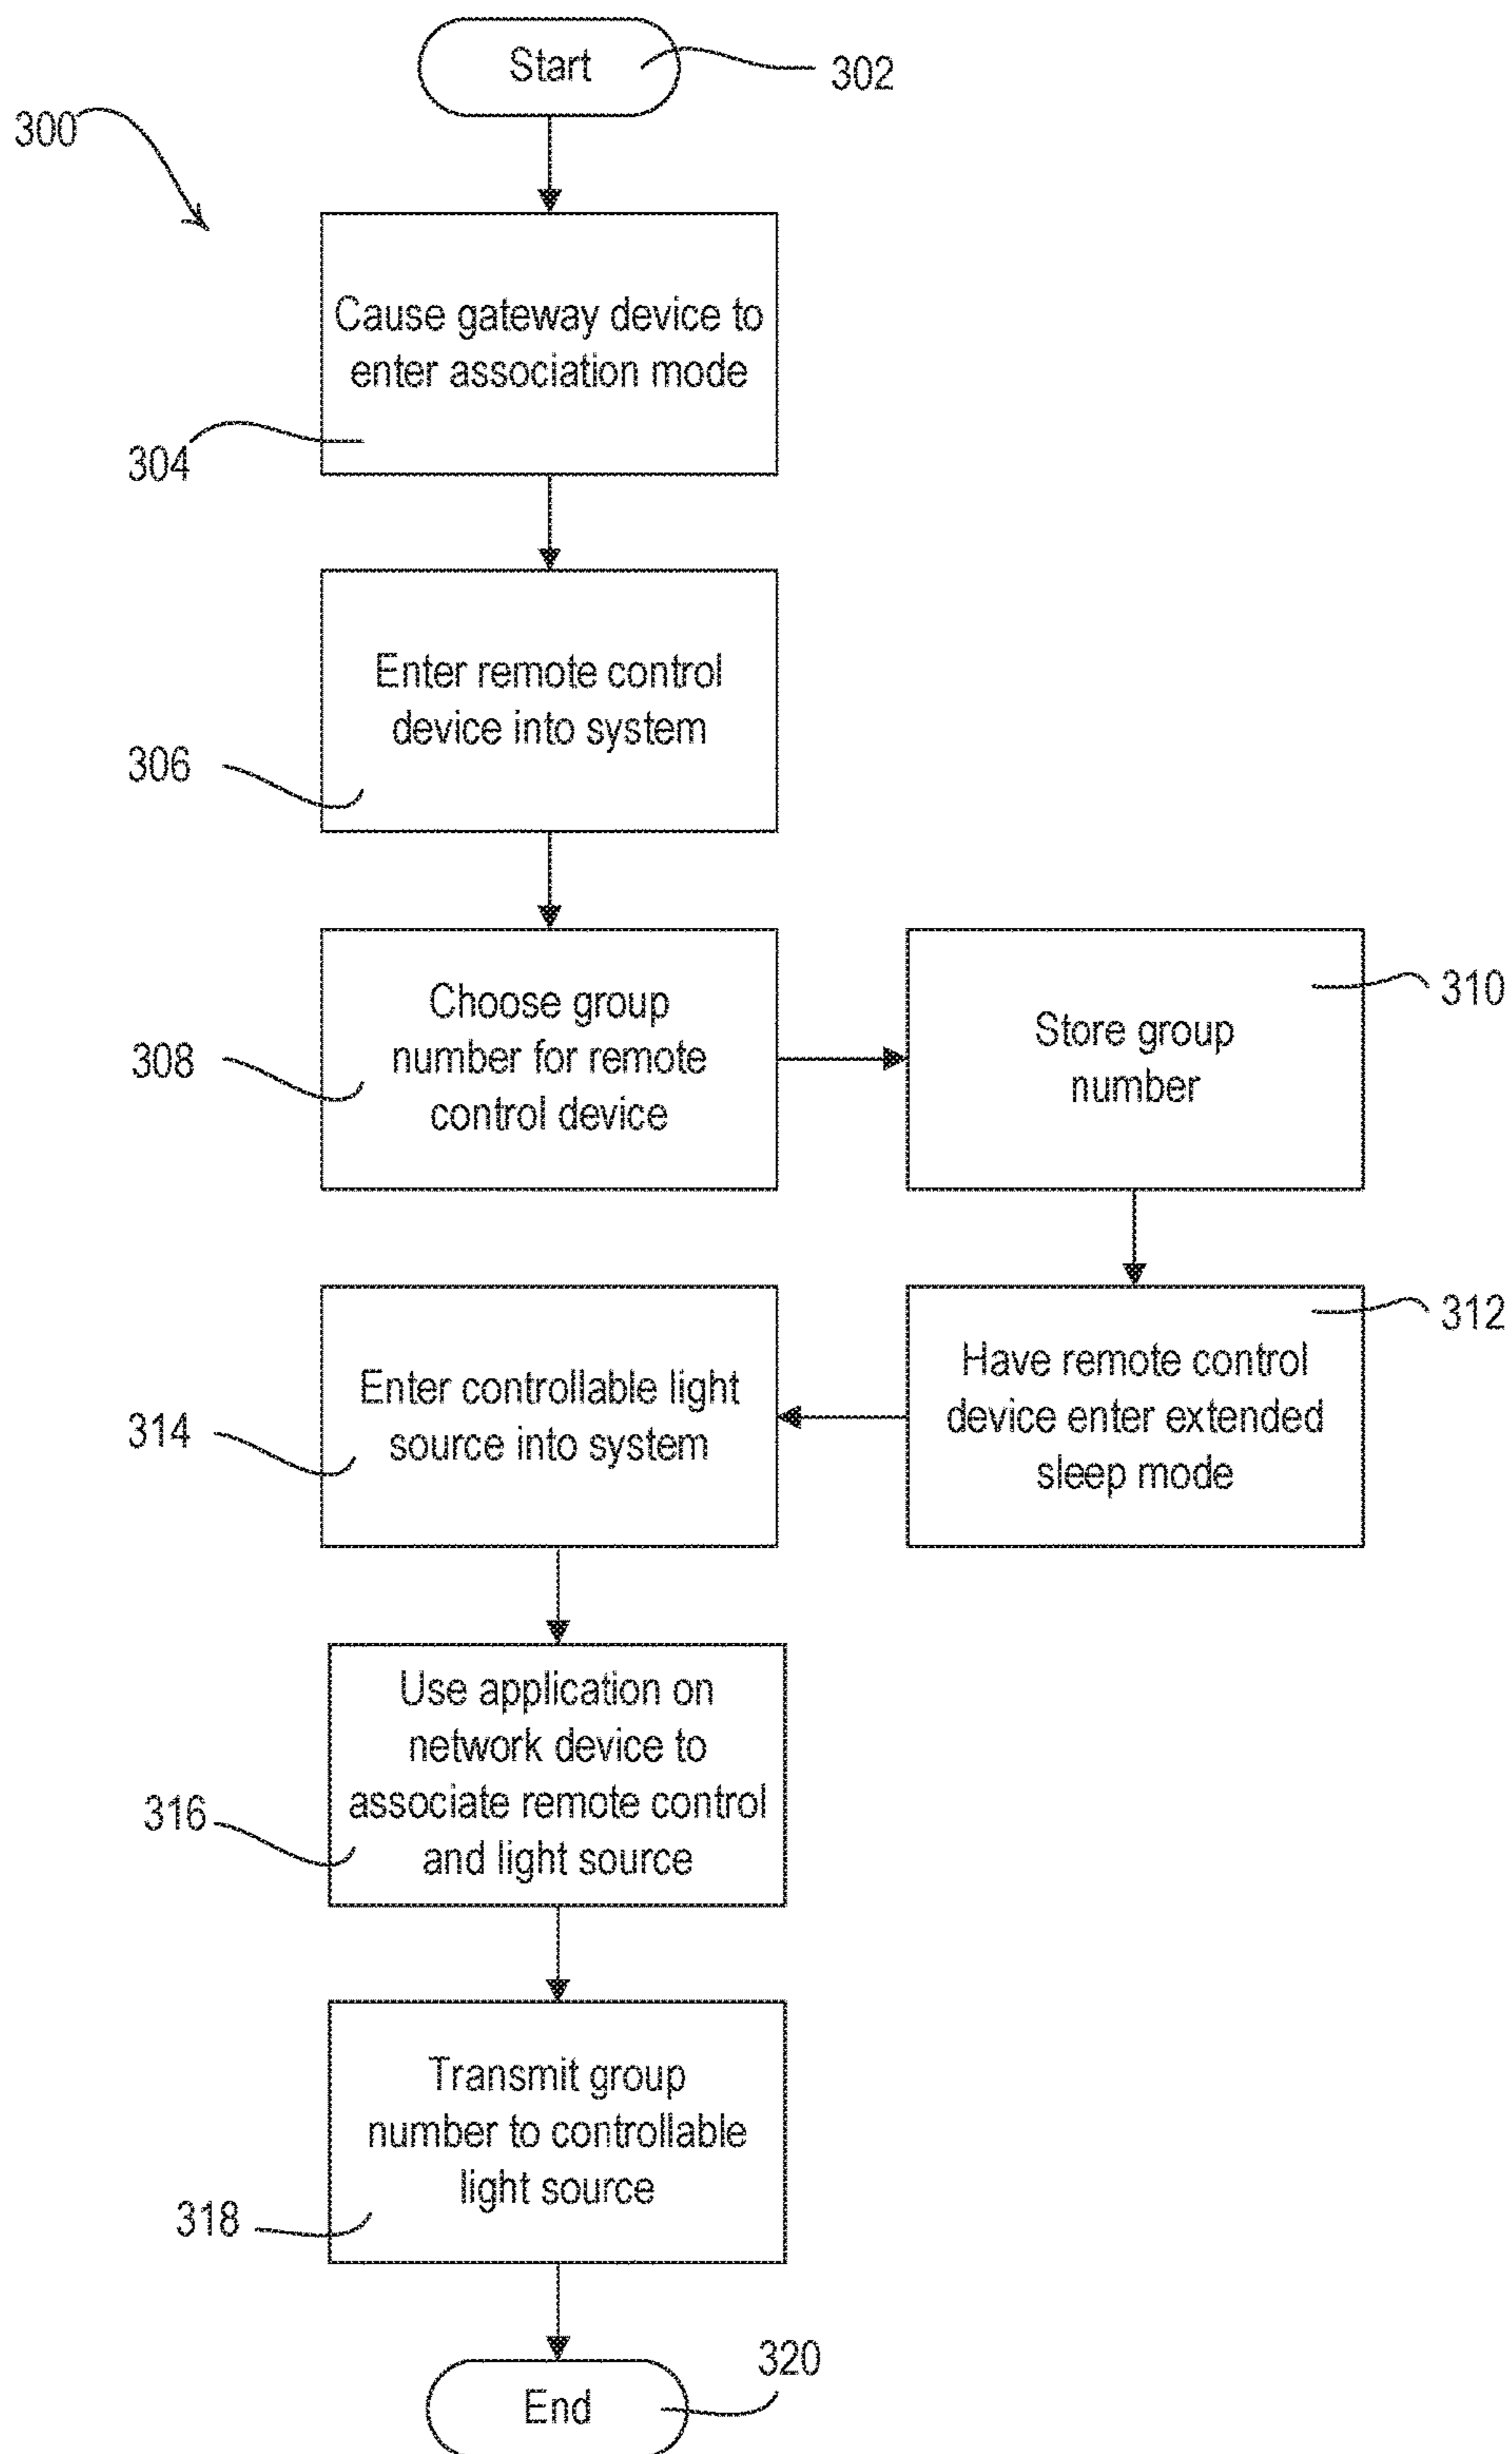 Start
302
300
Cause gateway device to
enter association mode
304
Enter remote control
device into system
306
Choose group
number for remote
control device
308
Store group
number
310
Have remote control
device enter extended
sleep mode
312
Enter controllable light
source into system
314
Use application on
network device to
associate remote control
and light source
316
Transmit group
number to controllable
light source
318
End
320